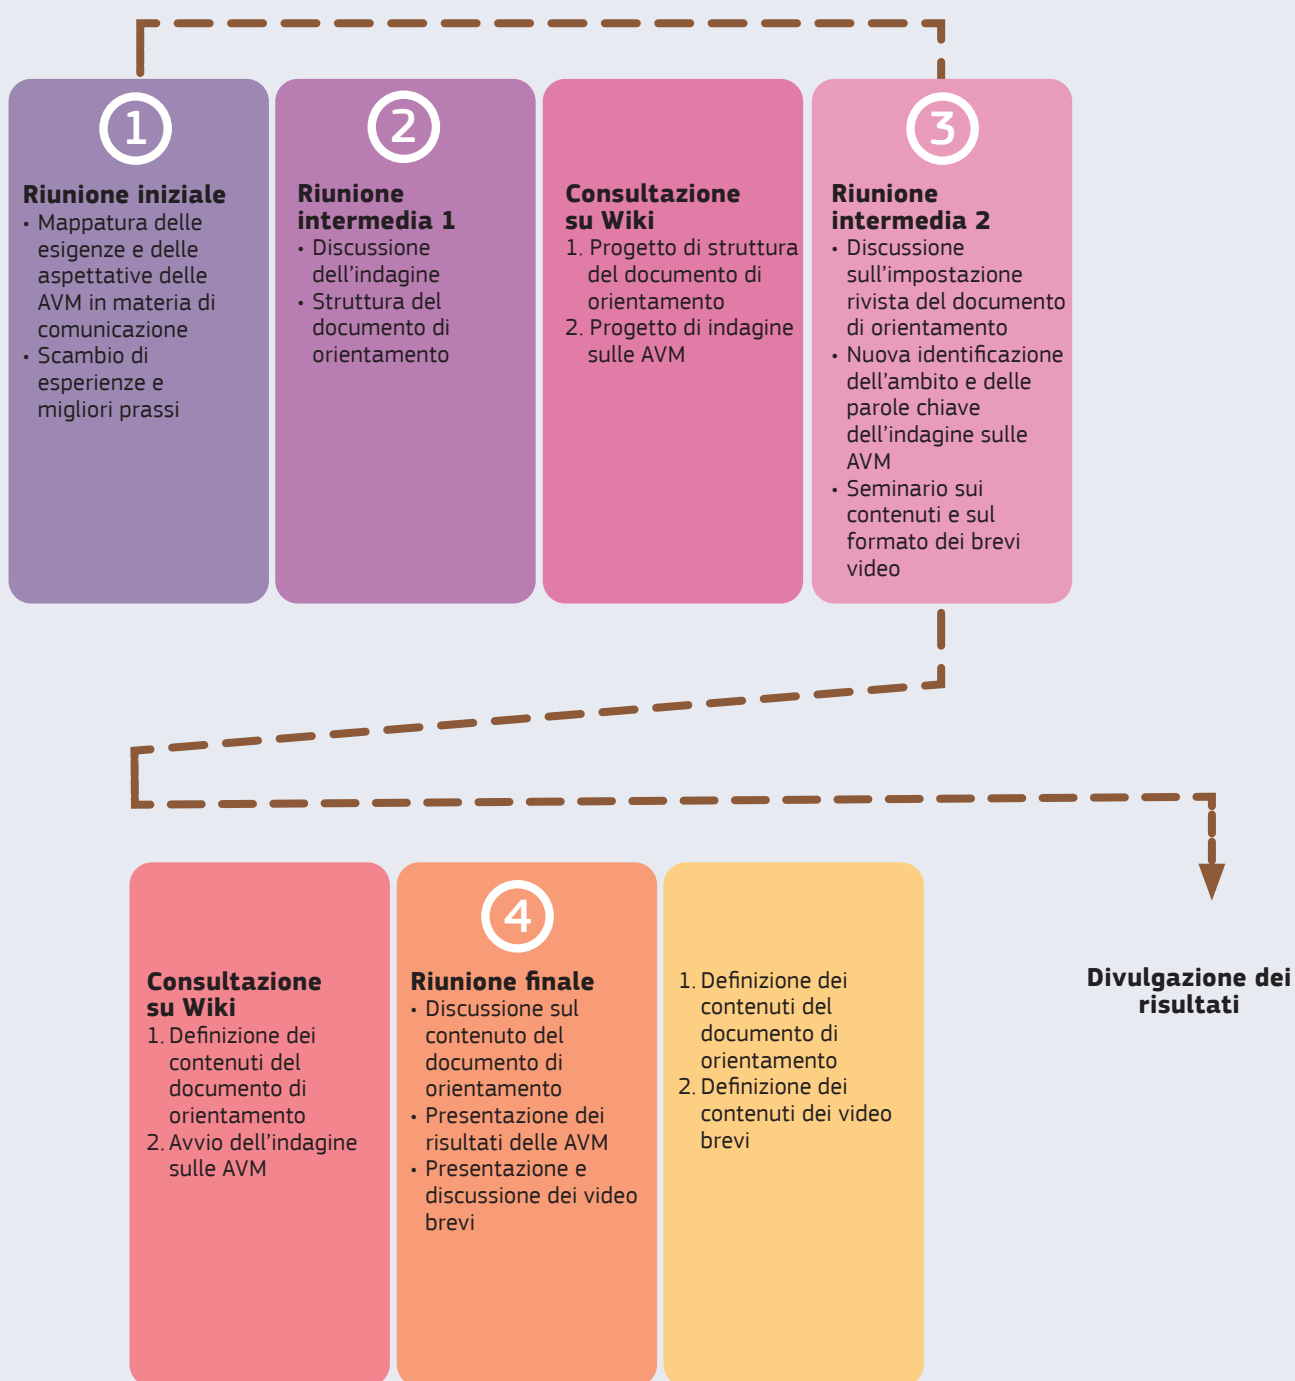 1
Riunione iniziale
• Mappatura delle
esigenze e delle
aspettative delle
AVM in materia di
comunicazione
• Scambio di
esperienze e
migliori prassi
2
Riunione
intermedia 1
• Discussione
dell'indagine
• Struttura del
documento di
orientamento
Consultazione
su Wiki
1. Progetto di struttura
del documento di
orientamento
2. Progetto di indagine
sulle AVM
3
Riunione
intermedia 2
• Discussione
sull'impostazione
rivista del documento
di orientamento
• Nuova identificazione
dell'ambito e delle
parole chiave
dell'indagine sulle
AVM
• Seminario sui
contenuti e sul
formato dei brevi
video
Consultazione
su Wiki
1. Definizione dei
contenuti del
documento di
orientamento
2. Avvio dell'indagine
sulle AVM
4
Riunione finale
• Discussione sul
contenuto del
documento di
orientamento
• Presentazione dei
risultati delle AVM
• Presentazione e
discussione dei video
brevi
1. Definizione dei
contenuti del
documento di
orientamento
2. Definizione dei
contenuti dei video
brevi
Divulgazione dei
risultati